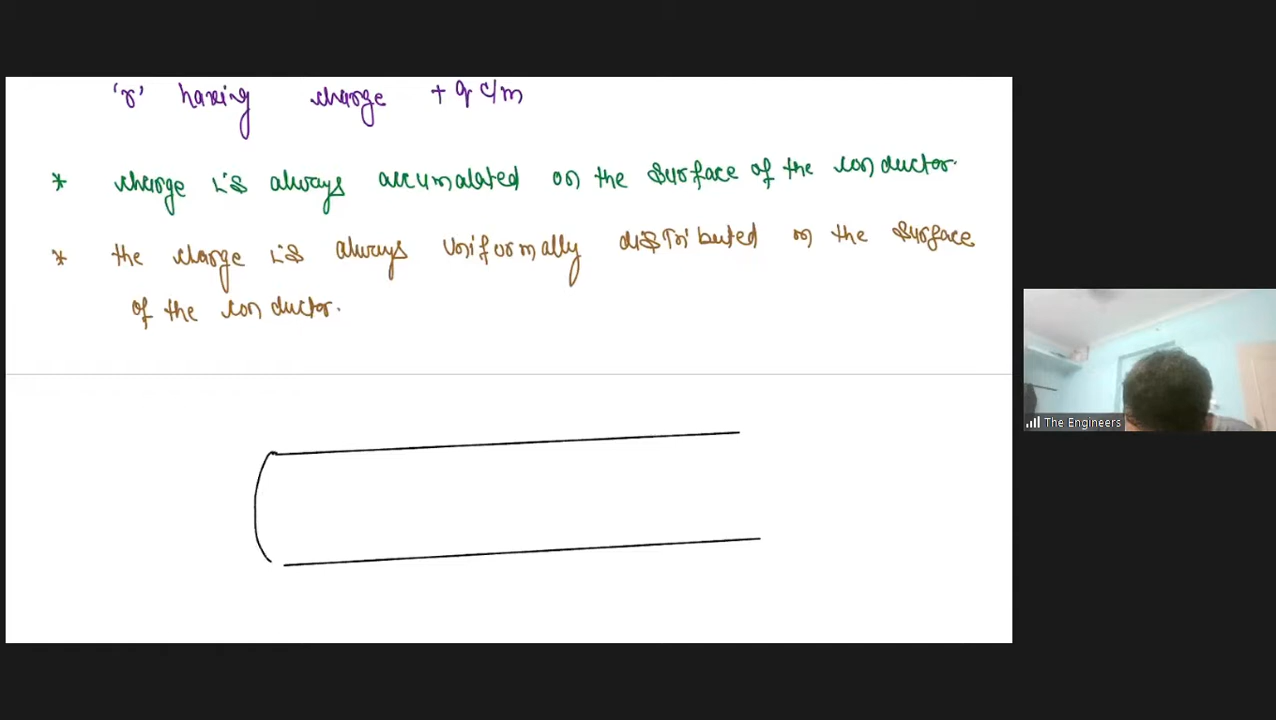 'r' having charge + q c/m
* charge is always accumalated on the surface of the conductor.
* the charge is always uniformally distributed on the surface
of the conductor.
The Engineers